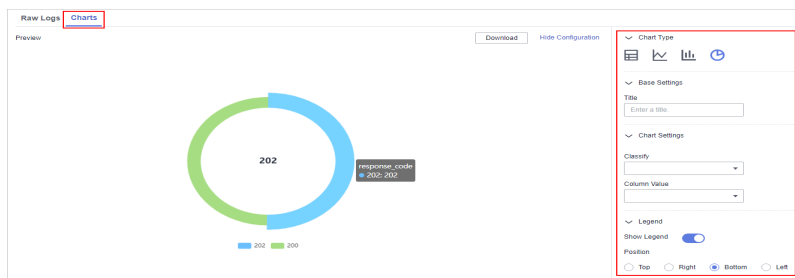 Raw Logs Charts
Preview
Download
Hide Configuration
202
response_code
202: 202
202 200
Chart Type
Base Settings
Title
Enter a title.
Chart Settings
Classify
Column Value
Legend
Show Legend
Position
Top Right Bottom Left